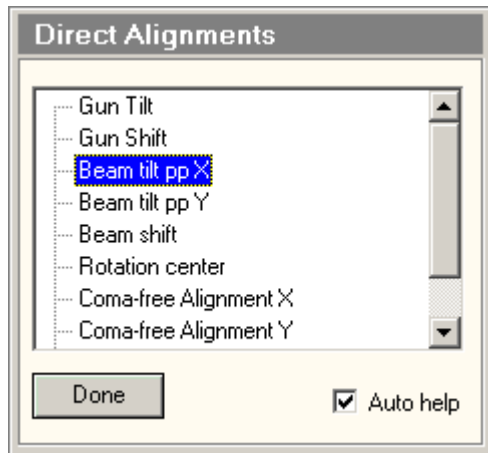 Direct Alignments
Gun Tilt
Gun Shift
Beam tilt pp X
Beam tilt pp Y
Beam shift
Rotation center
Coma-free Alignment X
Coma-free Alignment Y
Done
Auto help